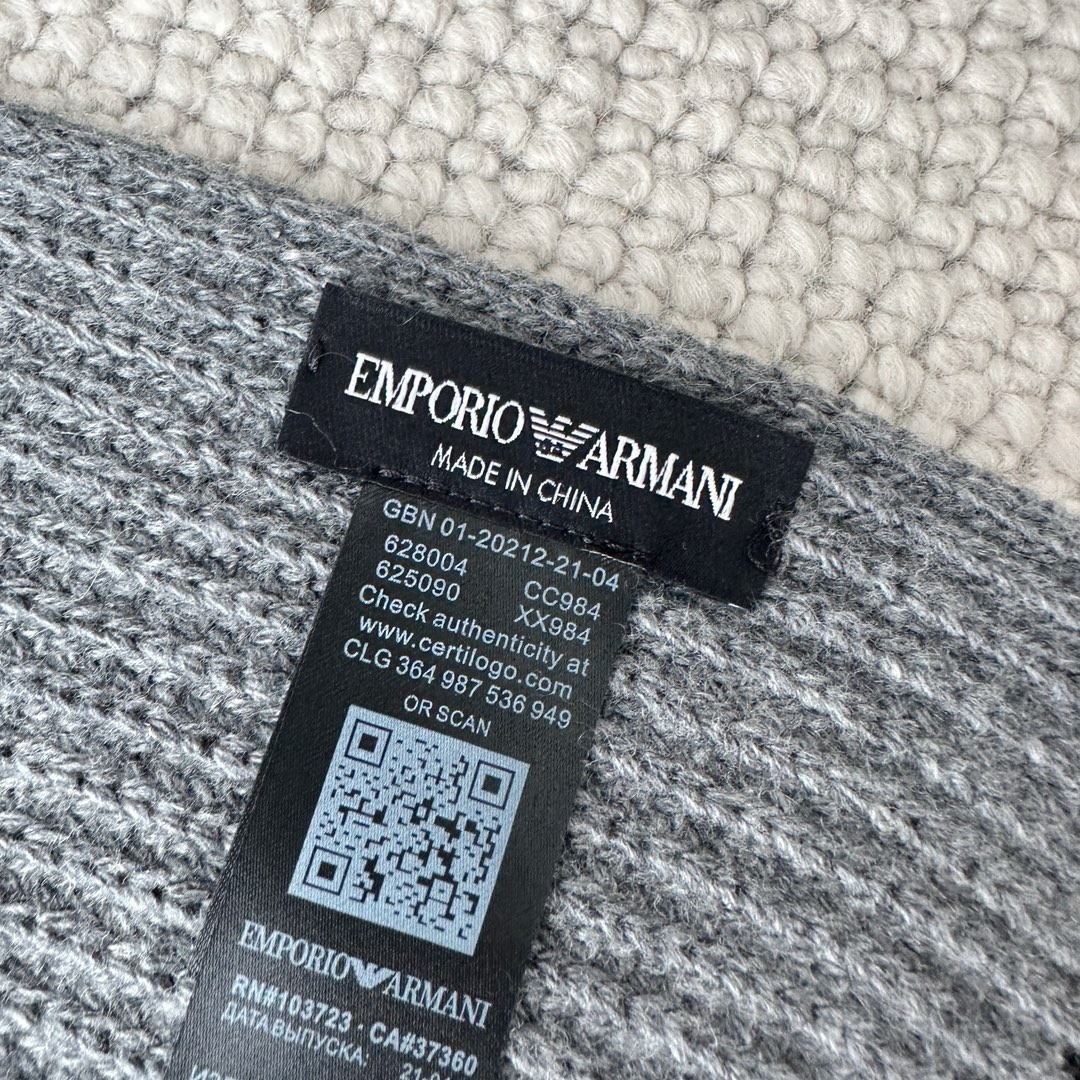 EMPORIO ARMANI
MADE IN CHINA
GBN 01-20212-21-04
628004 CC984
625090 XX984
Check authenticity at
www.certilogo.com
CLG 364 987 536 949
OR SCAN
EMPORIO ARMANI
RN#103723 · CA#37360
ДАТА ВЫПУСКА: